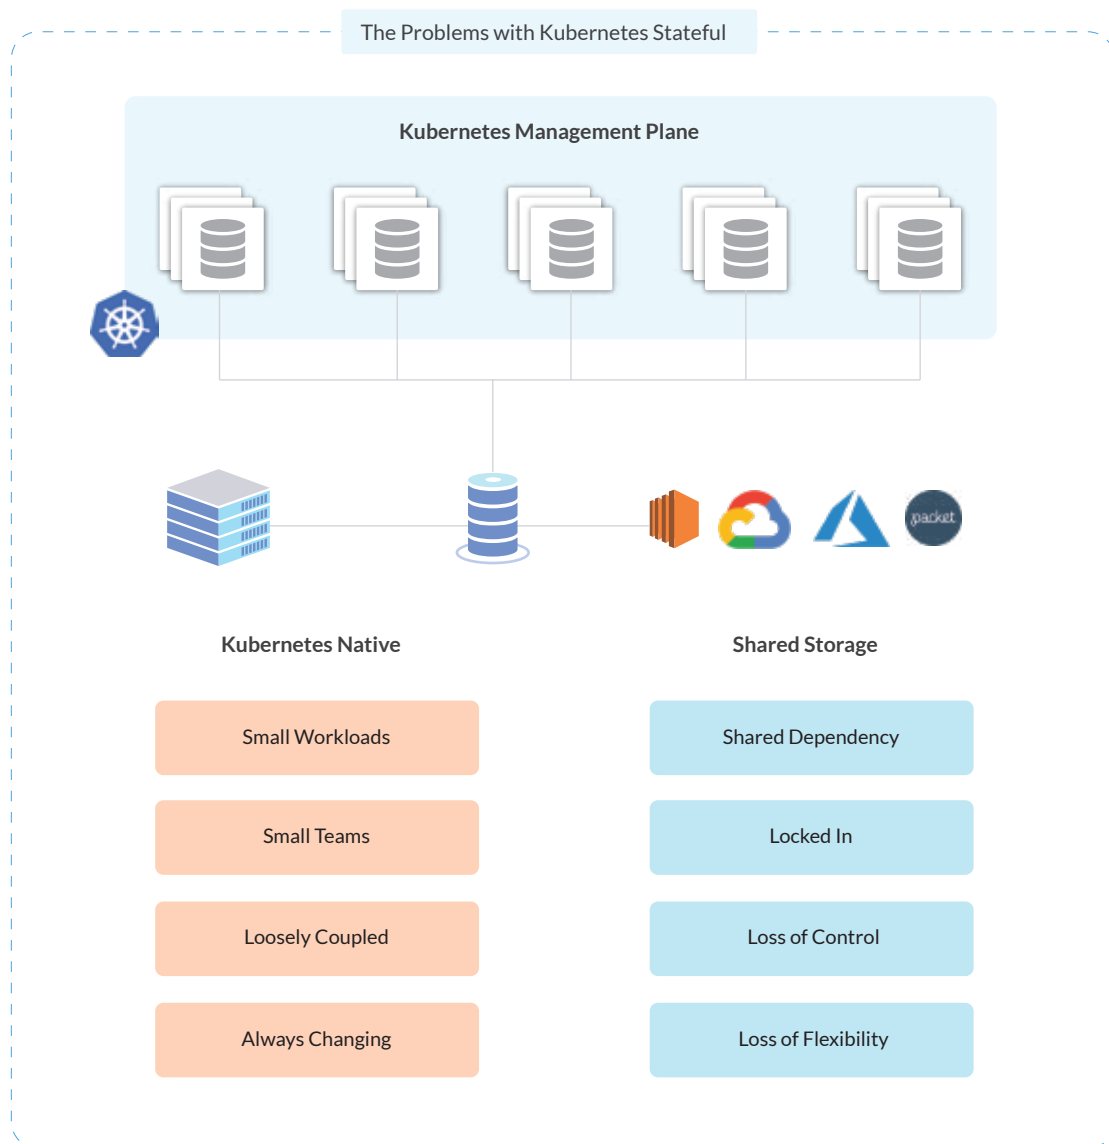 The Problems with Kubernetes Stateful
Kubernetes Management Plane
packet
Kubernetes Native
Shared Storage
Small Workloads
Shared Dependency
Small Teams
Locked In
Loosely Coupled
Loss of Control
Always Changing
Loss of Flexibility